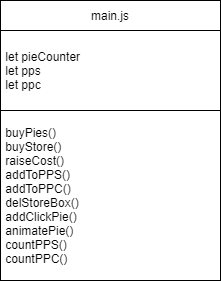 main.js
let pieCounter
let pps
let ppc
buyPies()
buyStore()
raiseCost()
addToPPS()
addToPPC()
delStoreBox()
addClickPie()
animatePie()
countPPS()
countPPC()